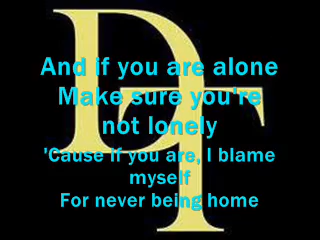 And if you are alone
Make sure you're
not lonely
'Cause if you are, I blame
myself
For never being home